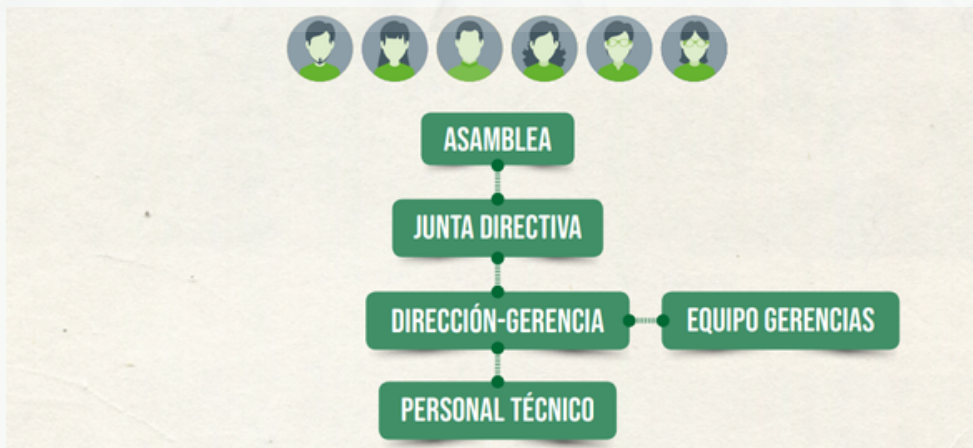 ASAMBLEA
JUNTA DIRECTIVA
DIRECCIÓN-GERENCIA
EQUIPO GERENCIAS
PERSONAL TÉCNICO